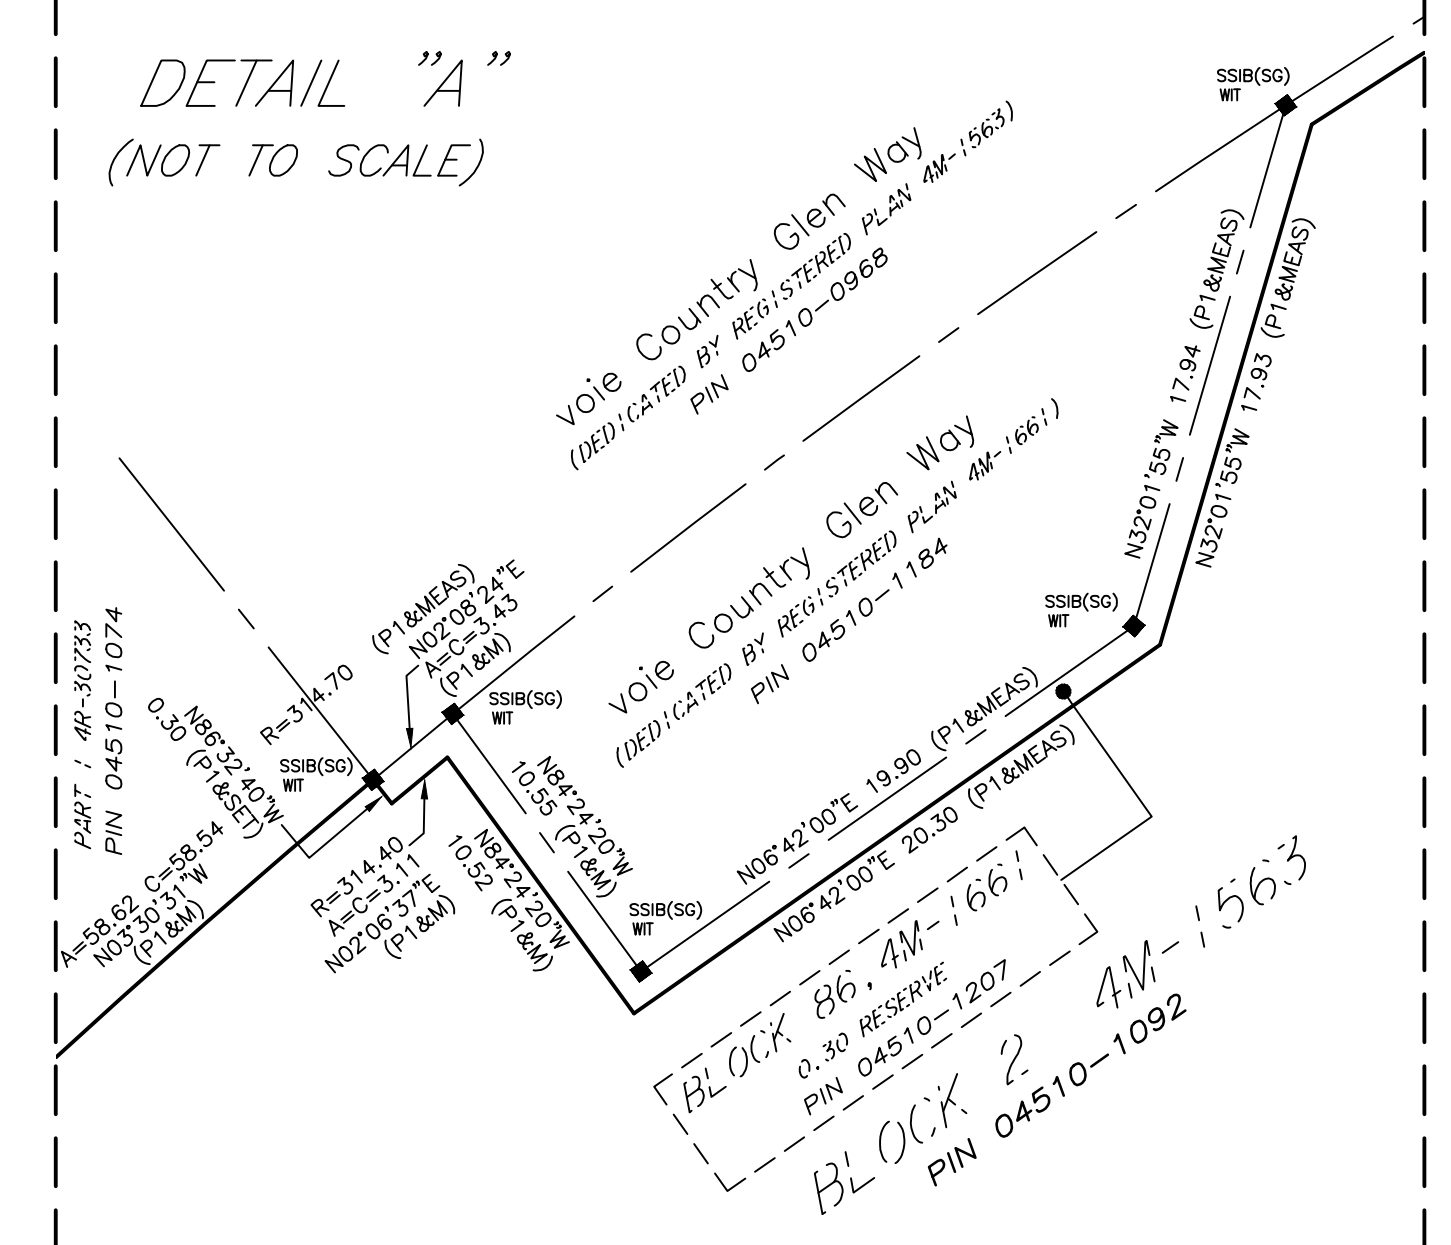 DETAIL "A"
(NOT TO SCALE)
SSIB(SG)
WIT
voie Country Glen Way
(DEDICATED BY REGISTERED PLAN 4M-1563)
PIN 04510-0968
N32°01'55"W 17.94 (P1&MEAS)
N32°01'55"W 17.93 (P1&MEAS)
voie Country Glen Way
(DEDICATED BY REGISTERED PLAN 4M-1661)
PIN 04510-1184
(P1&MEAS)
N02°08'24"E
A=C=3.43
(P1&M)
SSIB(SG)
WIT
PART 1 4R-30733
PIN 04510-1074
R=314.70
N86°32'40"W
0.30 (P1&SET)
SSIB(SG)
WIT
SSIB(SG)
WIT
A=58.62 C=58.54
N03°30'31"W
(P1&M)
R=314.40
A=C=3.11
N02°06'37"E
(P1&M)
N84°24'20"W
10.55 (P1&M)
N84°24'20"W
10.52 (P1&M)
N06°42'00"E 19.90 (P1&MEAS)
N06°42'00"E 20.30 (P1&MEAS)
SSIB(SG)
WIT
BLOCK 86, 4M-1661
0.30 RESERVE
PIN 04510-1207
BLOCK 2 4M-1563
PIN 04510-1092